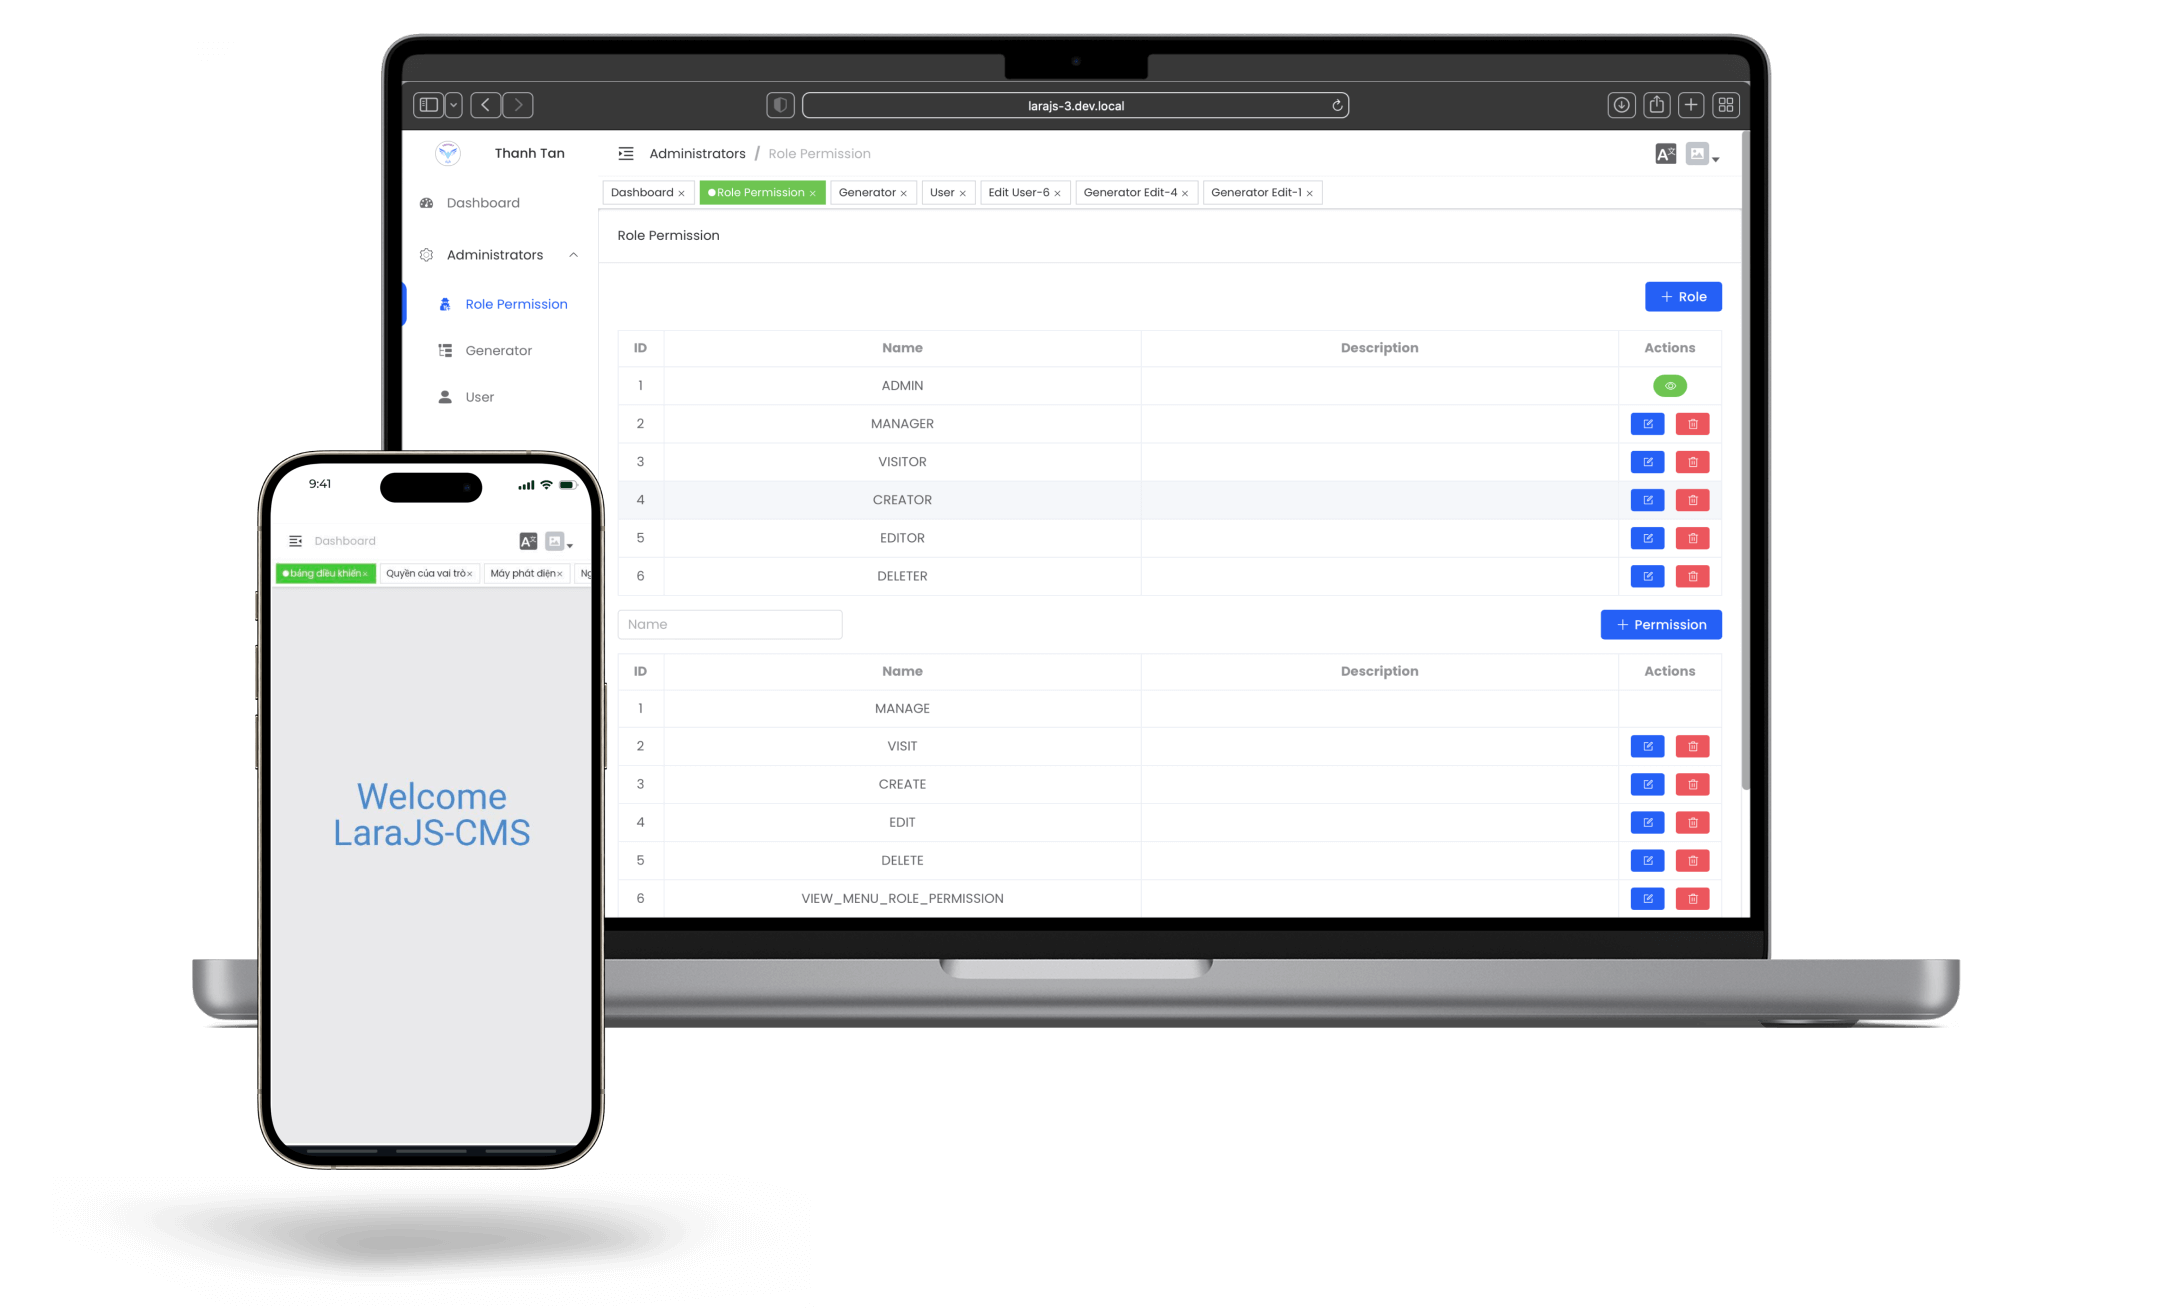 larajs-3.dev.local
Thanh Tan
Administrators / Role Permission
Dashboard × Role Permission × Generator × User × Edit User-6 × Generator Edit-4 × Generator Edit-1 ×
Dashboard
Administrators
Role Permission
Generator
User
Role Permission
+ Role
ID Name Description Actions
1 ADMIN
2 MANAGER
3 VISITOR
4 CREATOR
5 EDITOR
6 DELETER
Name
+ Permission
ID Name Description Actions
1 MANAGE
2 VISIT
3 CREATE
4 EDIT
5 DELETE
6 VIEW_MENU_ROLE_PERMISSION
9:41
Dashboard
bảng điều khiển × Quyền của vai trò × Máy phát điện × Ng
Welcome
LaraJS-CMS